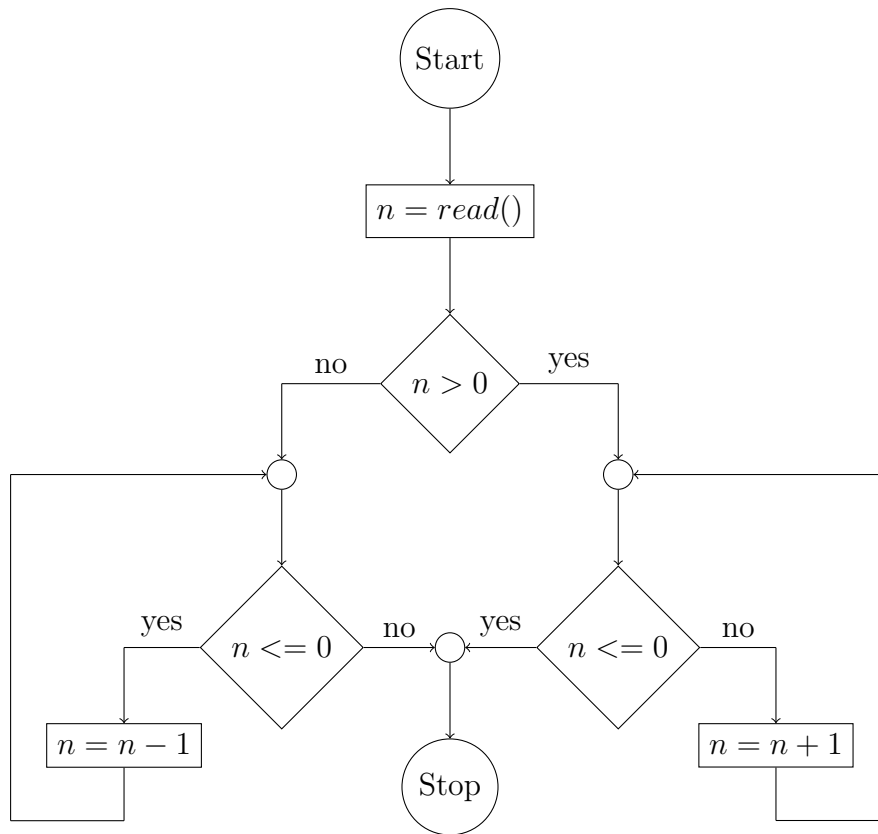 Start
n = read()
n > 0
no
yes
n <= 0
yes
no
n <= 0
yes
no
n = n − 1
n = n + 1
Stop